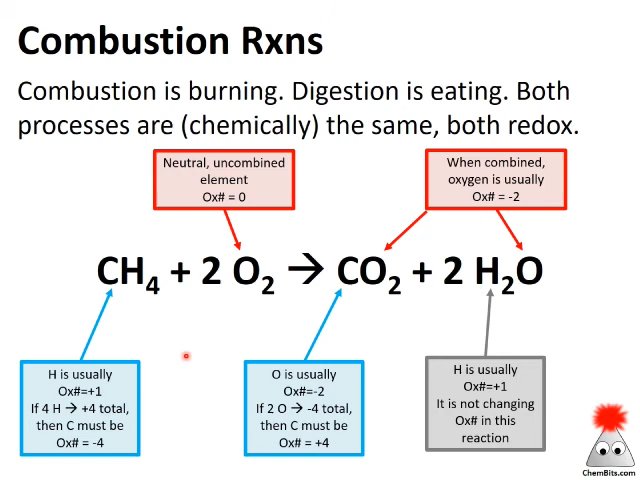 Combustion Rxns
Combustion is burning. Digestion is eating. Both
processes are (chemically) the same, both redox.
Neutral, uncombined
element
Ox# = 0
When combined,
oxygen is usually
Ox# = -2
CH₄ + 2 O₂ → CO₂ + 2 H₂O
H is usually
Ox#=+1
If 4 H → +4 total,
then C must be
Ox# = -4
O is usually
Ox#=-2
If 2 O → -4 total,
then C must be
Ox# = +4
H is usually
Ox#=+1
It is not changing
Ox# in this
reaction
ChemBits.com